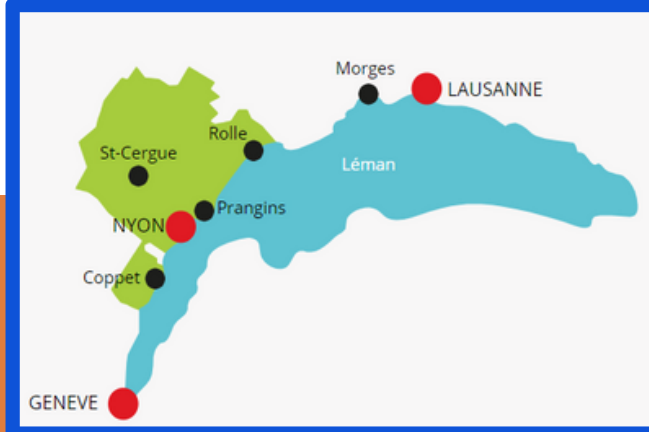 Morges
LAUSANNE
Rolle
St-Cergue
Léman
Prangins
NYON
Coppet
GENEVE